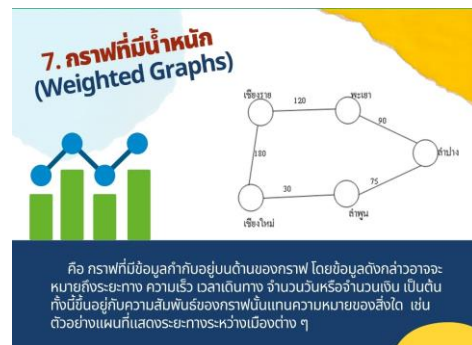 7. กราฟที่มีน้ำหนัก
(Weighted Graphs)
เชียงราย
120
พะเยา
90
ลำปาง
180
75
30
ลำพูน
เชียงใหม่
คือ กราฟที่มีข้อมูลกำกับอยู่บนด้านของกราฟ โดยข้อมูลดังกล่าวอาจจะ
หมายถึงระยะทาง ความเร็ว เวลาเดินทาง จำนวนวันหรือจำนวนเงิน เป็นต้น
ทั้งนี้ขึ้นอยู่กับความสัมพันธ์ของกราฟนั้นแทนความหมายของสิ่งใด เช่น
ตัวอย่างแผนที่แสดงระยะทางระหว่างเมืองต่าง ๆ